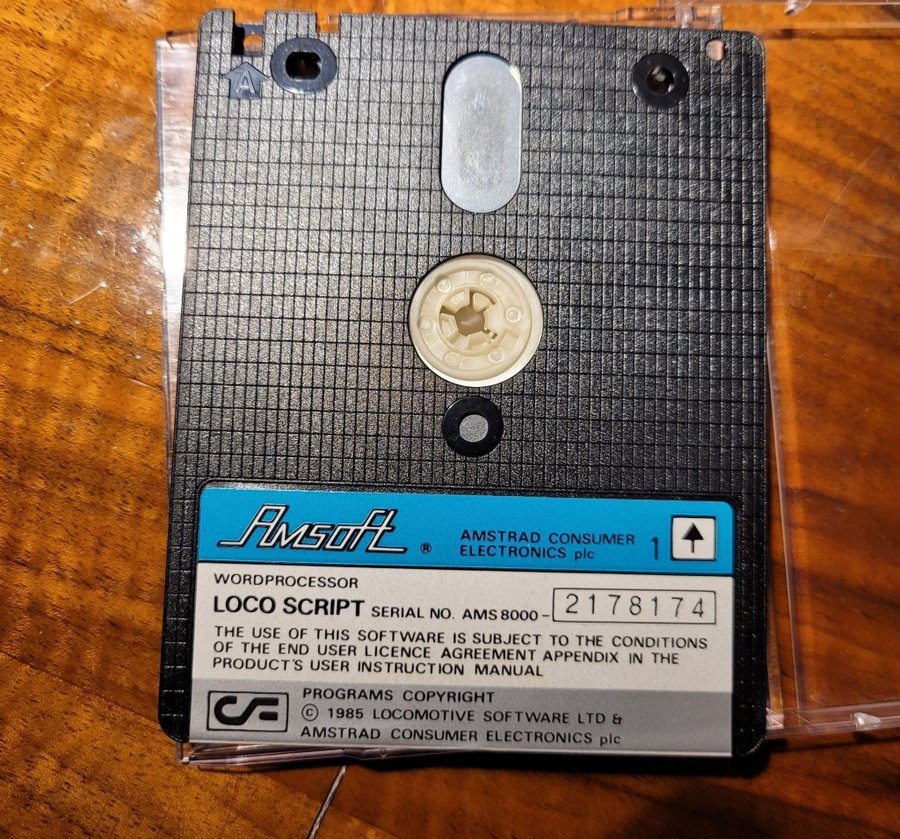 A
Amsoft ®
AMSTRAD CONSUMER
ELECTRONICS plc
1
WORDPROCESSOR
LOCO SCRIPT SERIAL NO. AMS 8000-2178174
THE USE OF THIS SOFTWARE IS SUBJECT TO THE CONDITIONS
OF THE END USER LICENCE AGREEMENT APPENDIX IN THE
PRODUCT'S USER INSTRUCTION MANUAL
CF
PROGRAMS COPYRIGHT
© 1985 LOCOMOTIVE SOFTWARE LTD &
AMSTRAD CONSUMER ELECTRONICS plc